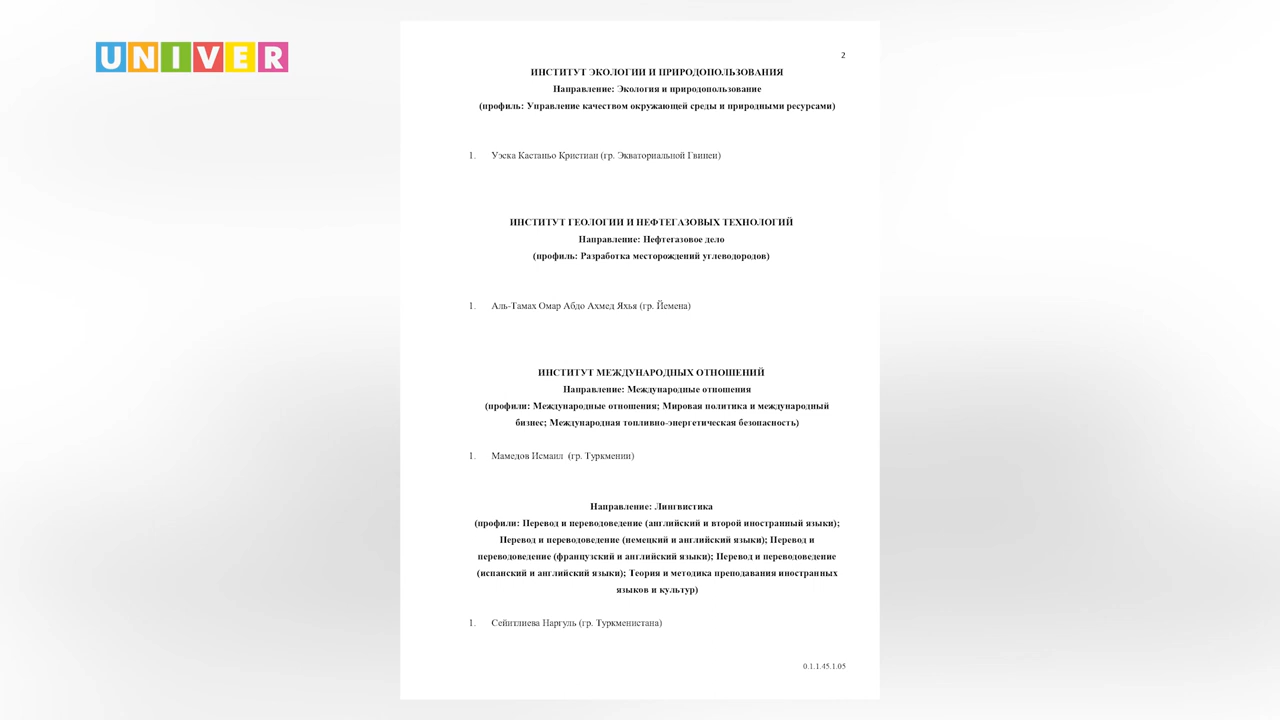 UNIVER
2
ИНСТИТУТ ЭКОЛОГИИ И ПРИРОДОПОЛЬЗОВАНИЯ
Направление: Экология и природопользование
(профиль: Управление качеством окружающей среды и природными ресурсами)
1. Уэска Кастаньо Кристиан (гр. Экваториальной Гвинеи)
ИНСТИТУТ ГЕОЛОГИИ И НЕФТЕГАЗОВЫХ ТЕХНОЛОГИЙ
Направление: Нефтегазовое дело
(профиль: Разработка месторождений углеводородов)
1. Аль-Тамах Омар Абдо Ахмед Яхья (гр. Йемена)
ИНСТИТУТ МЕЖДУНАРОДНЫХ ОТНОШЕНИЙ
Направление: Международные отношения
(профили: Международные отношения; Мировая политика и международный
бизнес; Международная топливно-энергетическая безопасность)
1. Мамедов Исмаил (гр. Туркмении)
Направление: Лингвистика
(профили: Перевод и переводоведение (английский и второй иностранный языки);
Перевод и переводоведение (немецкий и английский языки); Перевод и
переводоведение (французский и английский языки); Перевод и переводоведение
(испанский и английский языки); Теория и методика преподавания иностранных
языков и культур)
1. Сейитлиева Наргуль (гр. Туркменистана)
0.1.1.45.1.05